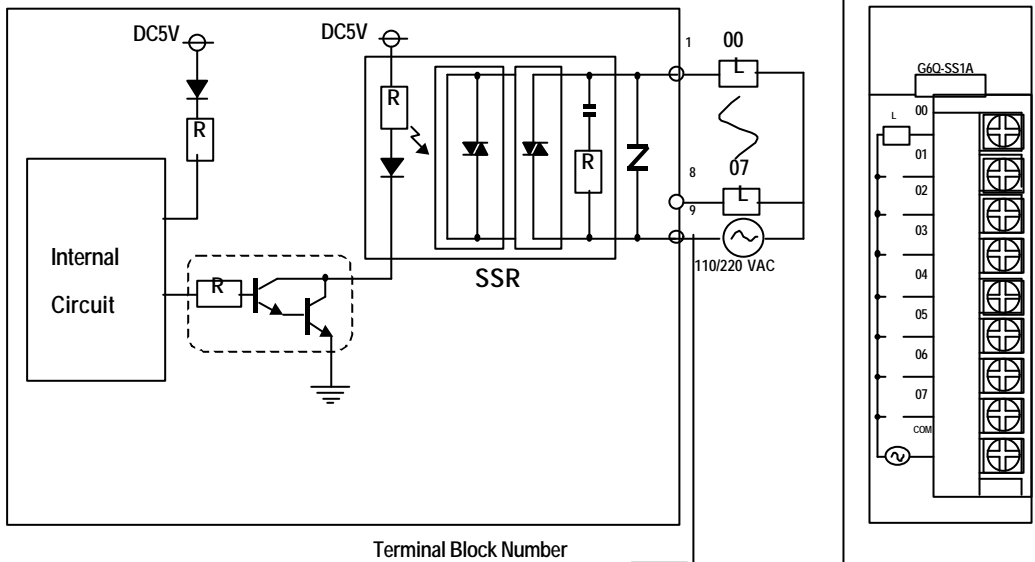 DC5V
DC5V
1
00
L
R
R
8
07
L
9
R
110/220 VAC
SSR
Internal
Circuit
R
Terminal Block Number
G6Q-SS1A
L
00
01
02
03
04
05
06
07
COM